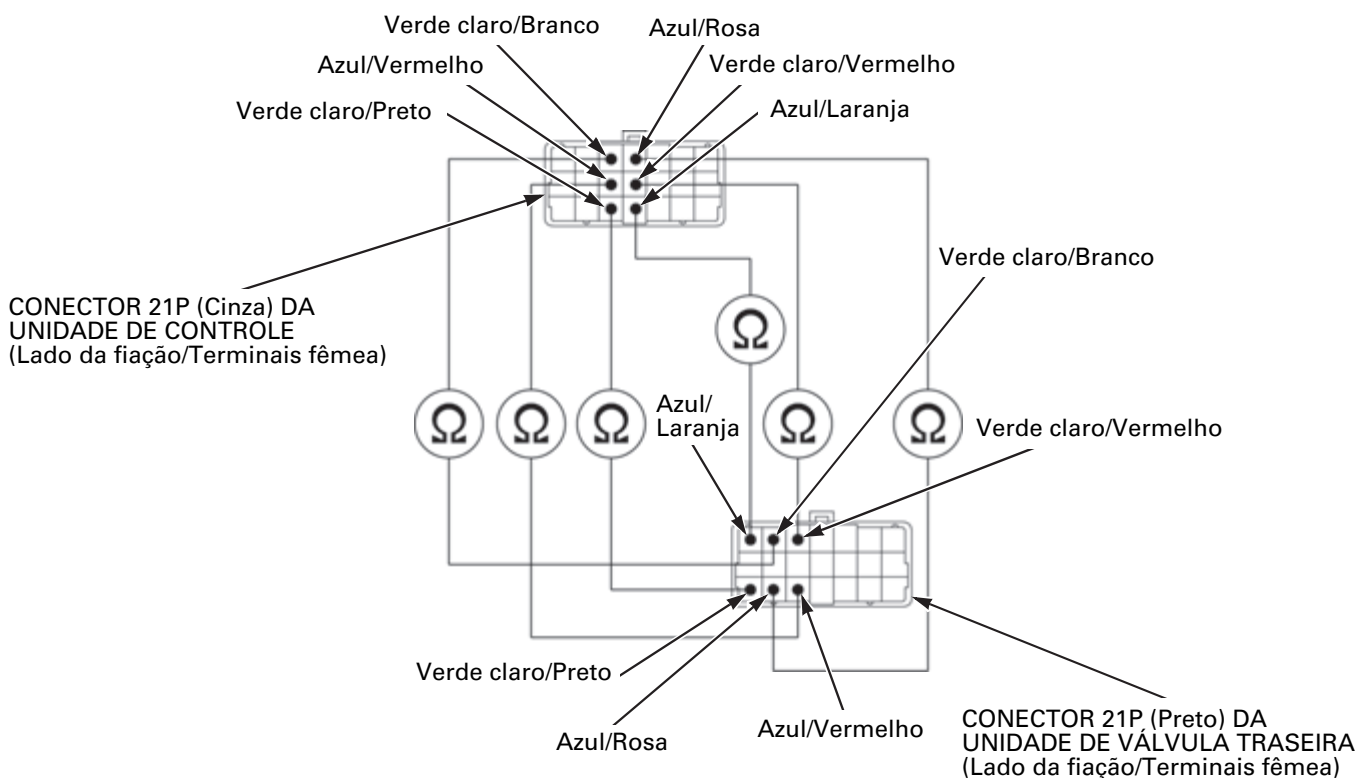 Verde claro/Branco
Azul/Rosa
Azul/Vermelho
Verde claro/Vermelho
Verde claro/Preto
Azul/Laranja
Verde claro/Branco
CONECTOR 21P (Cinza) DA
UNIDADE DE CONTROLE
(Lado da fiação/Terminais fêmea)
Ω
Ω
Ω
Ω
Ω
Ω
Azul/
Laranja
Verde claro/Vermelho
Verde claro/Preto
Azul/Rosa
Azul/Vermelho
CONECTOR 21P (Preto) DA
UNIDADE DE VÁLVULA TRASEIRA
(Lado da fiação/Terminais fêmea)